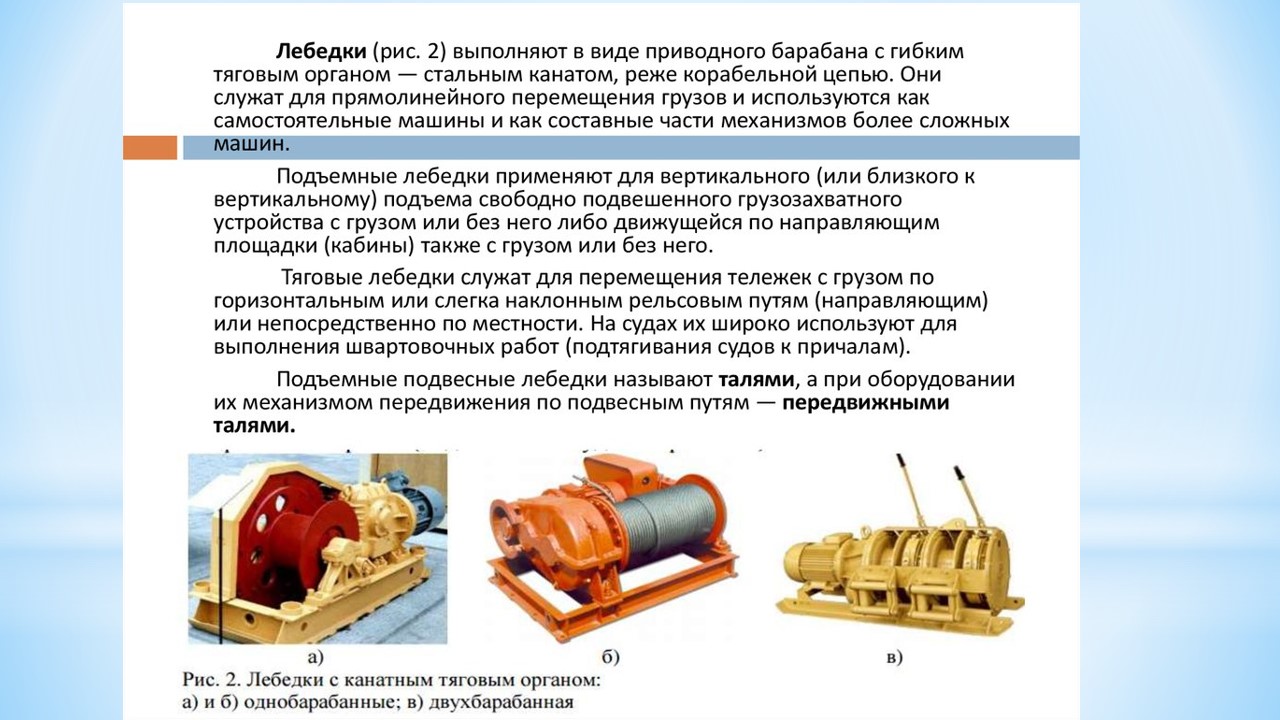 Лебедки (рис. 2) выполняют в виде приводного барабана с гибким
тяговым органом — стальным канатом, реже корабельной цепью. Они
служат для прямолинейного перемещения грузов и используются как
самостоятельные машины и как составные части механизмов более сложных
машин.
Подъемные лебедки применяют для вертикального (или близкого к
вертикальному) подъема свободно подвешенного грузозахватного
устройства с грузом или без него либо движущейся по направляющим
площадки (кабины) также с грузом или без него.
Тяговые лебедки служат для перемещения тележек с грузом по
горизонтальным или слегка наклонным рельсовым путям (направляющим)
или непосредственно по местности. На судах их широко используют для
выполнения швартовочных работ (подтягивания судов к причалам).
Подъемные подвесные лебедки называют талями, а при оборудовании
их механизмом передвижения по подвесным путям — передвижными
талями.
а) б) в)
Рис. 2. Лебедки с канатным тяговым органом:
а) и б) однобарабанные; в) двухбарабанная